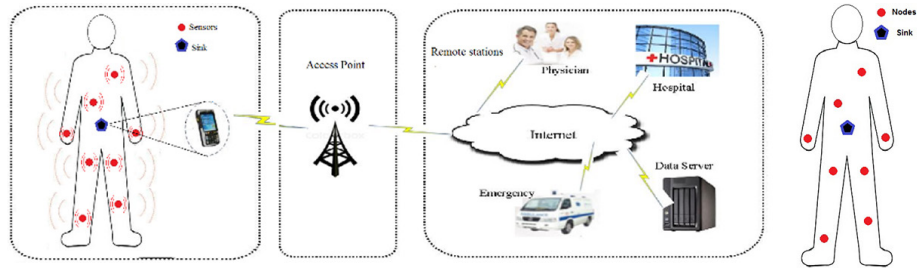 Sensors
Sink
Access Point
Remote stations
Physician
HOSPITAL
Hospital
Internet
Emergency
Data Server
Nodes
Sink